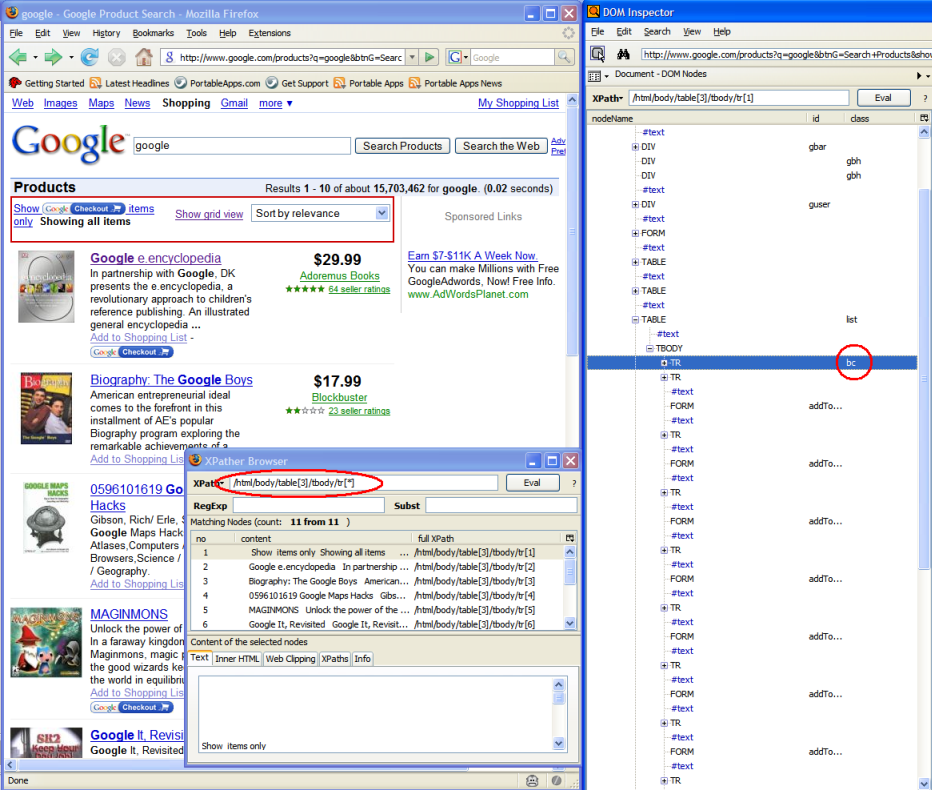 google - Google Product Search - Mozilla Firefox
File Edit View History Bookmarks Tools Help Extensions
http://www.google.com/products?q=google&btnG=Searc
Google
Getting Started Latest Headlines PortableApps.com Get Support Portable Apps Portable Apps News
Web Images Maps News Shopping Gmail more ▼ My Shopping List
Google
google
Search Products Search the Web Adv
Pref
Products Results 1 - 10 of about 15,703,462 for google. (0.02 seconds)
Show Google Checkout items
only Showing all items
Show grid view Sort by relevance
Sponsored Links
Google e.encyclopedia
In partnership with Google, DK
presents the e.encyclopedia, a
revolutionary approach to children's
reference publishing. An illustrated
general encyclopedia ...
Add to Shopping List -
Google Checkout
$29.99
Adoremus Books
64 seller ratings
Earn $7-$11K A Week Now.
You can make Millions with Free
GoogleAdwords, Now! Free Info.
www.AdWordsPlanet.com
Biography
The Google Boys
Biography: The Google Boys
American entrepreneurial ideal
comes to the forefront in this
installment of AE's popular
Biography program exploring the
remarkable achievements of a
Add to Shopping Lis
$17.99
Blockbuster
23 seller ratings
GOOGLE MAPS
HACKS
0596101619 Go
Hacks
Gibson, Rich/ Erle, S
Google Maps Hack
Atlases,Computers
Browsers,Science /
/ Geography.
Add to Shopping Lis
MAGINMONS
Unlock the power of
In a faraway kingdon
Maginmons, magic p
the good wizards ke
the world in equilibriu
Add to Shopping Lis
Google Checkout
Google It, Revisi
Google It, Revisited
Done
XPather Browser
XPath /html/body/table[3]/tbody/tr[*] Eval ?
RegExp Subst
Matching Nodes (count: 11 from 11 )
no content full XPath
1 Show items only Showing all items ... /html/body/table[3]/tbody/tr[1]
2 Google e.encyclopedia In partnership ... /html/body/table[3]/tbody/tr[2]
3 Biography: The Google Boys American... /html/body/table[3]/tbody/tr[3]
4 0596101619 Google Maps Hacks Gibs... /html/body/table[3]/tbody/tr[4]
5 MAGINMONS Unlock the power of the ... /html/body/table[3]/tbody/tr[5]
6 Google It, Revisited Google It, Revisit... /html/body/table[3]/tbody/tr[6]
Content of the selected nodes
Text Inner HTML Web Clipping XPaths Info
Show items only
DOM Inspector
File Edit Search View Help
http://www.google.com/products?q=google&btnG=Search+Products&show
Document - DOM Nodes
XPath /html/body/table[3]/tbody/tr[1] Eval ?
nodeName id class
#text
DIV gbar
DIV gbh
DIV gbh
#text
DIV guser
#text
FORM
#text
TABLE
#text
TABLE
#text
TABLE list
#text
TBODY
TR bc
TR
#text
FORM addTo...
#text
TR
#text
FORM addTo...
#text
TR
#text
FORM addTo...
#text
TR
#text
FORM addTo...
#text
TR
#text
FORM addTo...
#text
TR
#text
FORM addTo...
#text
TR
#text
FORM addTo...
#text
TR